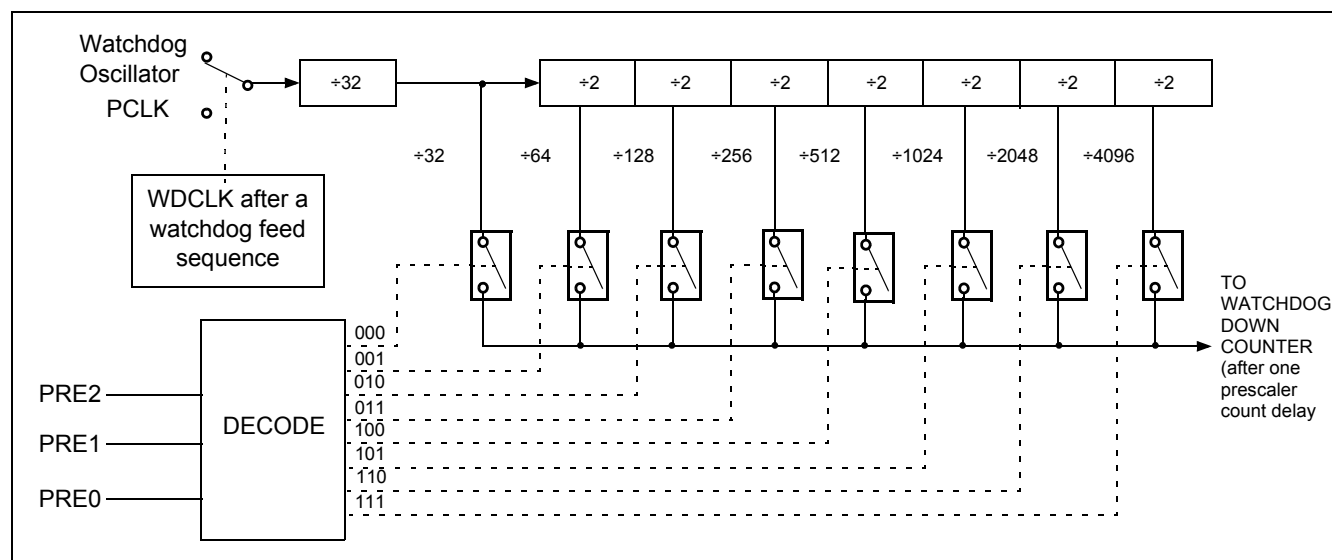 Watchdog
Oscillator
PCLK
÷32
÷2 ÷2 ÷2 ÷2 ÷2 ÷2 ÷2
÷32 ÷64 ÷128 ÷256 ÷512 ÷1024 ÷2048 ÷4096
WDCLK after a
watchdog feed
sequence
TO
WATCHDOG
DOWN
COUNTER
(after one
prescaler
count delay
PRE2
PRE1
PRE0
DECODE
000
001
010
011
100
101
110
111